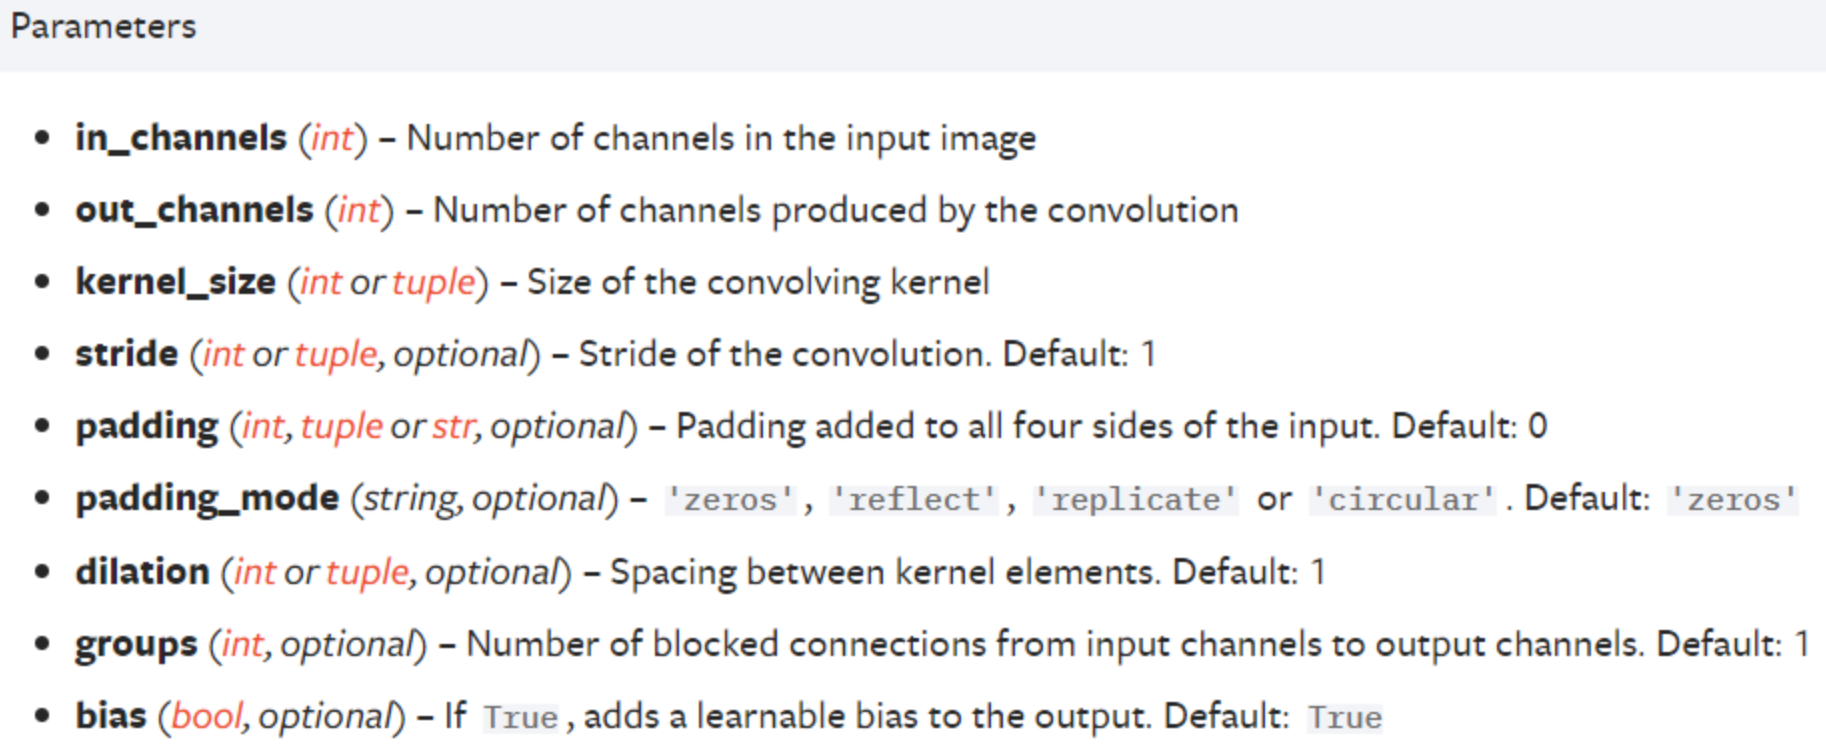 Parameters
• in_channels (int) – Number of channels in the input image
• out_channels (int) – Number of channels produced by the convolution
• kernel_size (int or tuple) – Size of the convolving kernel
• stride (int or tuple, optional) – Stride of the convolution. Default: 1
• padding (int, tuple or str, optional) – Padding added to all four sides of the input. Default: 0
• padding_mode (string, optional) – 'zeros', 'reflect', 'replicate' or 'circular'. Default: 'zeros'
• dilation (int or tuple, optional) – Spacing between kernel elements. Default: 1
• groups (int, optional) – Number of blocked connections from input channels to output channels. Default: 1
• bias (bool, optional) – If True, adds a learnable bias to the output. Default: True